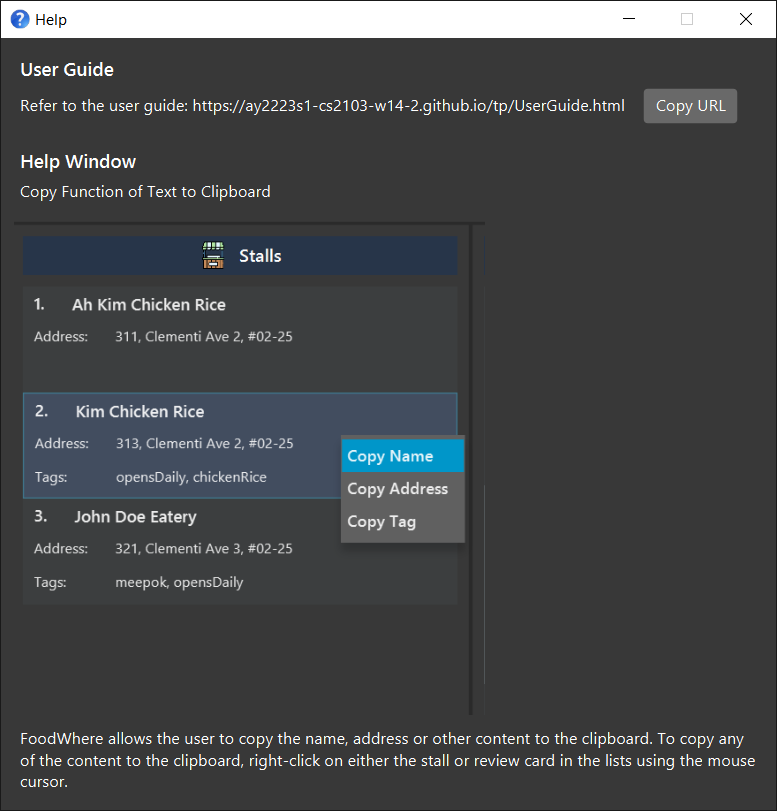 Help
User Guide
Refer to the user guide: https://ay2223s1-cs2103-w14-2.github.io/tp/UserGuide.html Copy URL
Help Window
Copy Function of Text to Clipboard
Stalls
1. Ah Kim Chicken Rice
Address: 311, Clementi Ave 2, #02-25
2. Kim Chicken Rice
Address: 313, Clementi Ave 2, #02-25
Tags: opensDaily, chickenRice
Copy Name
Copy Address
Copy Tag
3. John Doe Eatery
Address: 321, Clementi Ave 3, #02-25
Tags: meepok, opensDaily
FoodWhere allows the user to copy the name, address or other content to the clipboard. To copy any
of the content to the clipboard, right-click on either the stall or review card in the lists using the mouse
cursor.